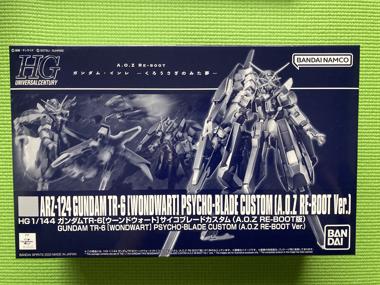 HG
UNIVERSAL CENTURY
A.O.Z RE-BOOT
ガンダム・インレ ―くろうさぎのみた夢―
BANDAI NAMCO
ARZ-124 GUNDAM TR-6 [WONDWART] PSYCHO-BLADE CUSTOM (A.O.Z RE-BOOT Ver.)
HG 1/144 ガンダムTR-6[ウーンドウォート]サイコブレードカスタム(A.O.Z RE-BOOT版)
GUNDAM TR-6 [WONDWART] PSYCHO-BLADE CUSTOM (A.O.Z RE-BOOT Ver.)
BAN
DAI